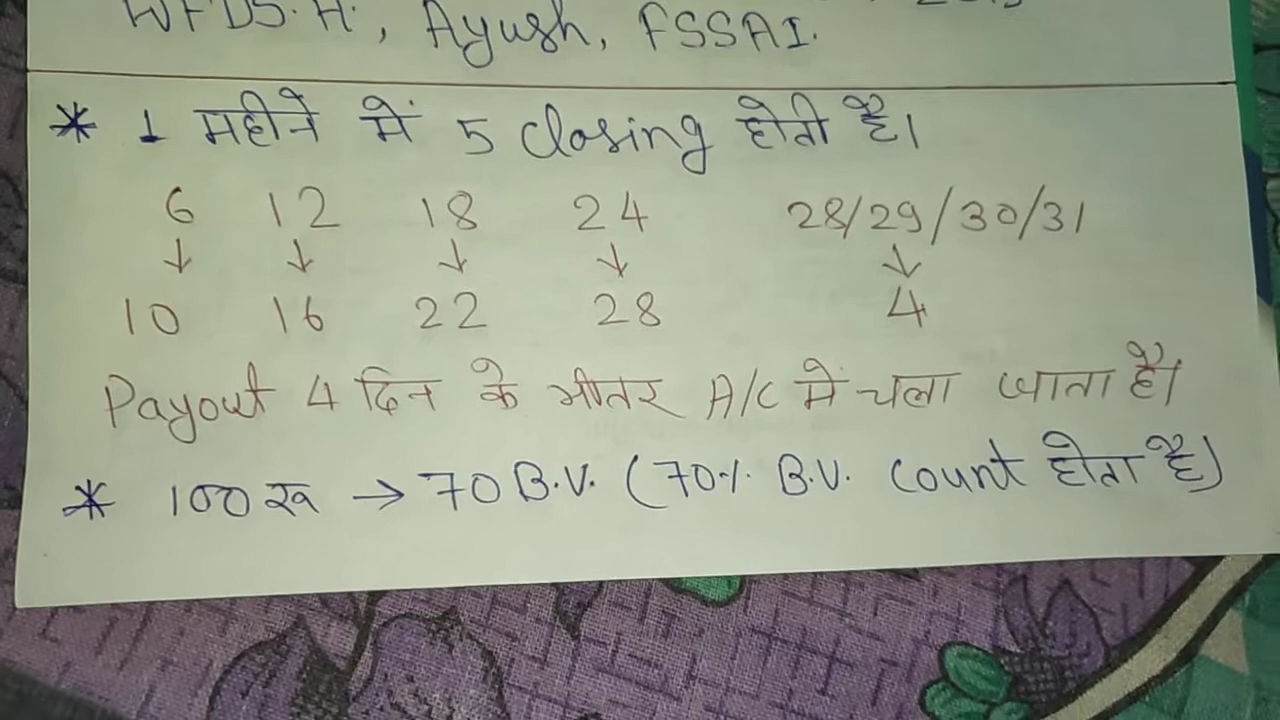 Ayush, FSSAI.
* 1 महीने में 5 closing होती है।
6 12 18 24 28/29/30/31
↓ ↓ ↓ ↓ ↓
10 16 22 28 4
Payout 4 दिन के भीतर A/C में चला जाता है।
* 100 रू → 70 B.V. (70% B.V. count होता है)